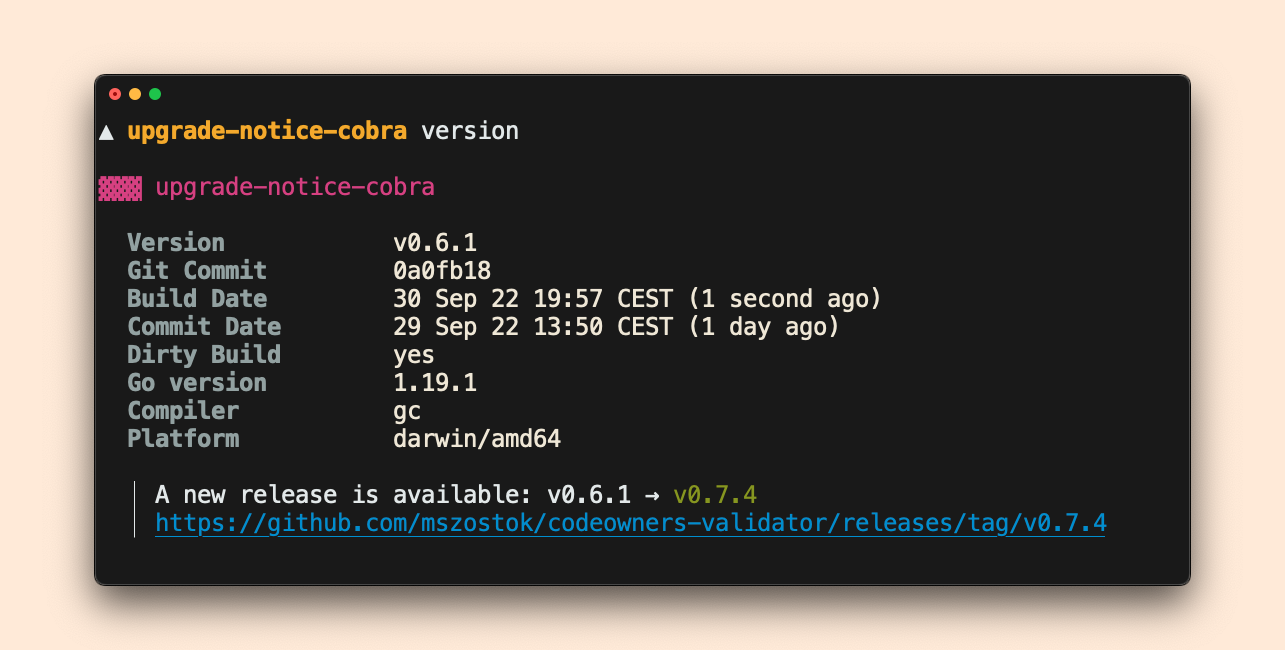 ▲ upgrade-notice-cobra version
▓▓▓ upgrade-notice-cobra
Version v0.6.1
Git Commit 0a0fb18
Build Date 30 Sep 22 19:57 CEST (1 second ago)
Commit Date 29 Sep 22 13:50 CEST (1 day ago)
Dirty Build yes
Go version 1.19.1
Compiler gc
Platform darwin/amd64
A new release is available: v0.6.1 → v0.7.4
https://github.com/mszostok/codeowners-validator/releases/tag/v0.7.4